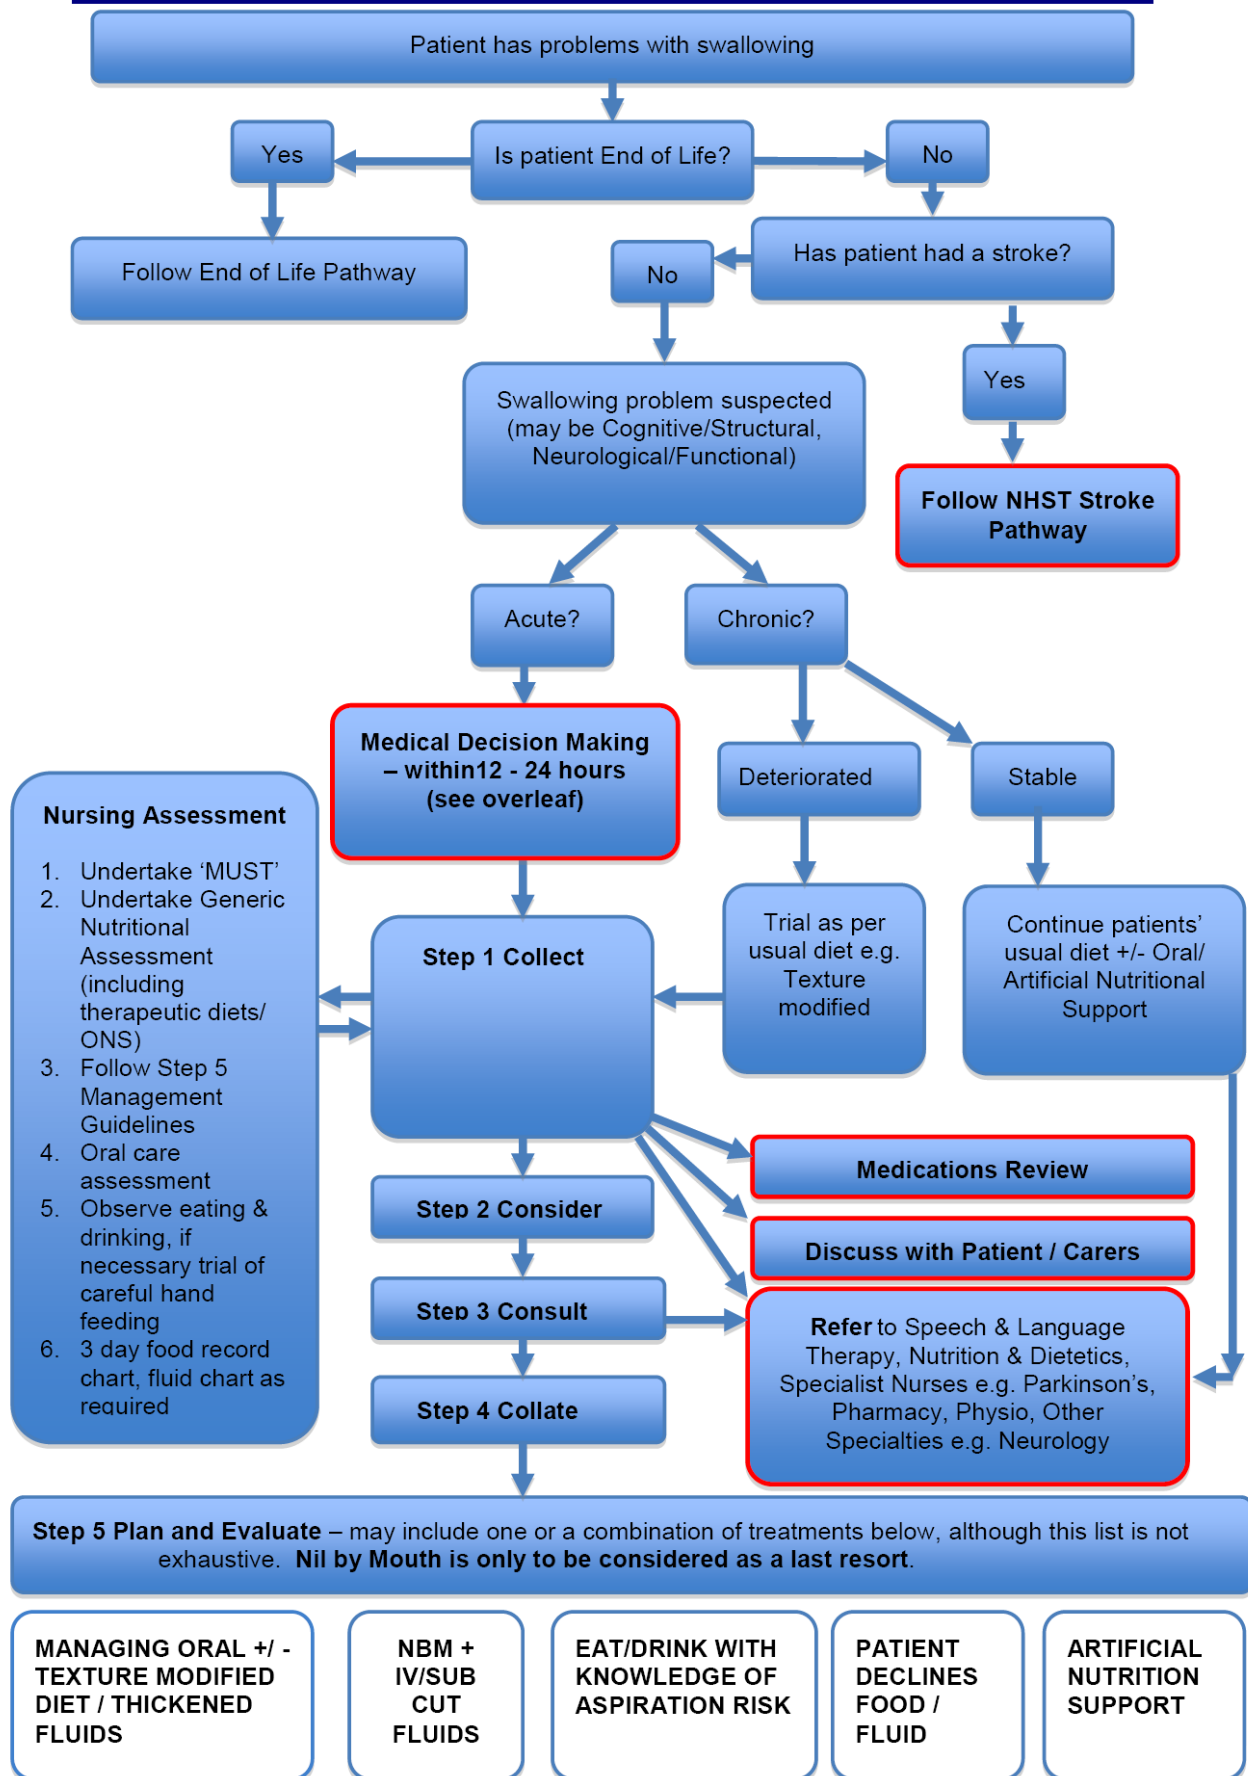 Patient has problems with swallowing
Yes
Is patient End of Life?
No
Follow End of Life Pathway
No
Has patient had a stroke?
Yes
Swallowing problem suspected
(may be Cognitive/Structural,
Neurological/Functional)
Follow NHST Stroke
Pathway
Acute?
Chronic?
Medical Decision Making
– within12 - 24 hours
(see overleaf)
Deteriorated
Stable
Nursing Assessment
1. Undertake ‘MUST’
2. Undertake Generic
Nutritional
Assessment
(including
therapeutic diets/
ONS)
3. Follow Step 5
Management
Guidelines
4. Oral care
assessment
5. Observe eating &
drinking, if
necessary trial of
careful hand
feeding
6. 3 day food record
chart, fluid chart as
required
Step 1 Collect
Trial as per
usual diet e.g.
Texture
modified
Continue patients’
usual diet +/- Oral/
Artificial Nutritional
Support
Medications Review
Step 2 Consider
Discuss with Patient / Carers
Step 3 Consult
Refer to Speech & Language
Therapy, Nutrition & Dietetics,
Specialist Nurses e.g. Parkinson’s,
Pharmacy, Physio, Other
Specialties e.g. Neurology
Step 4 Collate
Step 5 Plan and Evaluate – may include one or a combination of treatments below, although this list is not
exhaustive. Nil by Mouth is only to be considered as a last resort.
MANAGING ORAL +/ -
TEXTURE MODIFIED
DIET / THICKENED
FLUIDS
NBM +
IV/SUB
CUT
FLUIDS
EAT/DRINK WITH
KNOWLEDGE OF
ASPIRATION RISK
PATIENT
DECLINES
FOOD /
FLUID
ARTIFICIAL
NUTRITION
SUPPORT